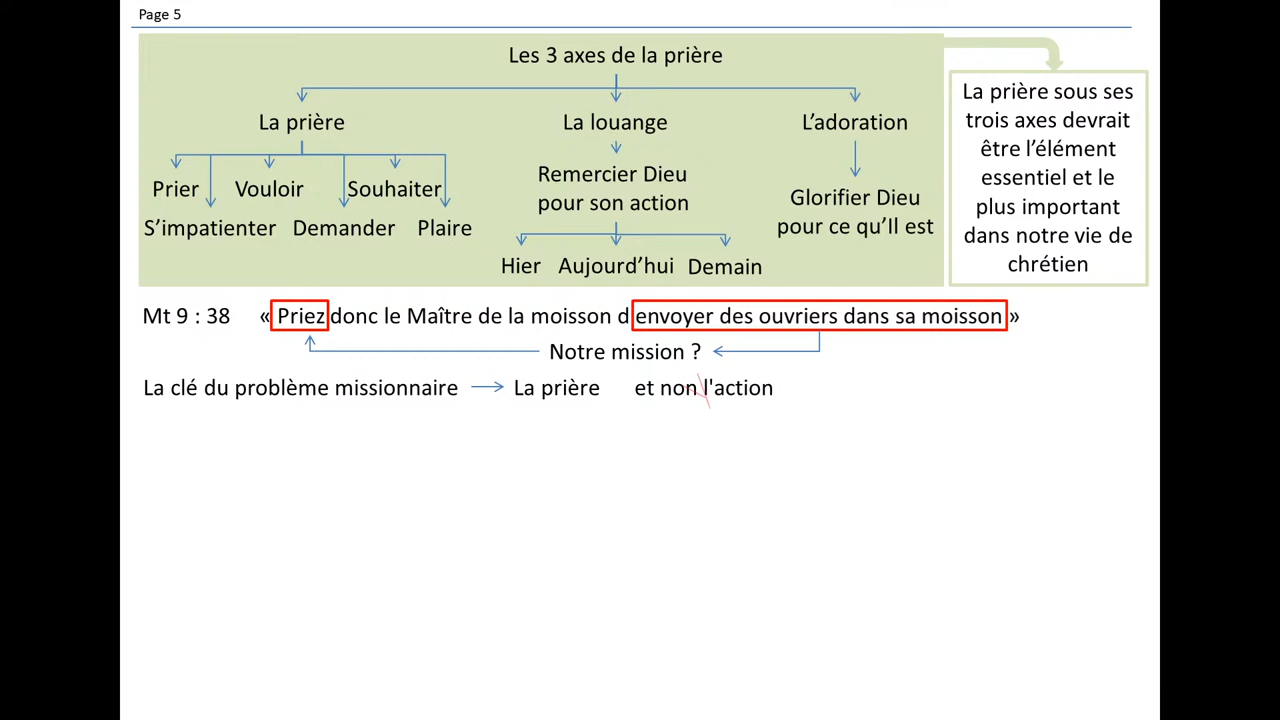 Page 5
Les 3 axes de la prière
La prière
La louange
L’adoration
Prier
Vouloir
Souhaiter
S’impatienter
Demander
Plaire
Remercier Dieu
pour son action
Hier
Aujourd’hui
Demain
Glorifier Dieu
pour ce qu’Il est
La prière sous ses
trois axes devrait
être l’élément
essentiel et le
plus important
dans notre vie de
chrétien
Mt 9 : 38 « Priez donc le Maître de la moisson d envoyer des ouvriers dans sa moisson »
Notre mission ?
La clé du problème missionnaire La prière et non l'action